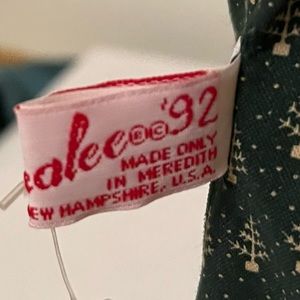 alee ©© '92
MADE ONLY
IN MEREDITH
EW HAMPSHIRE, U.S.A.